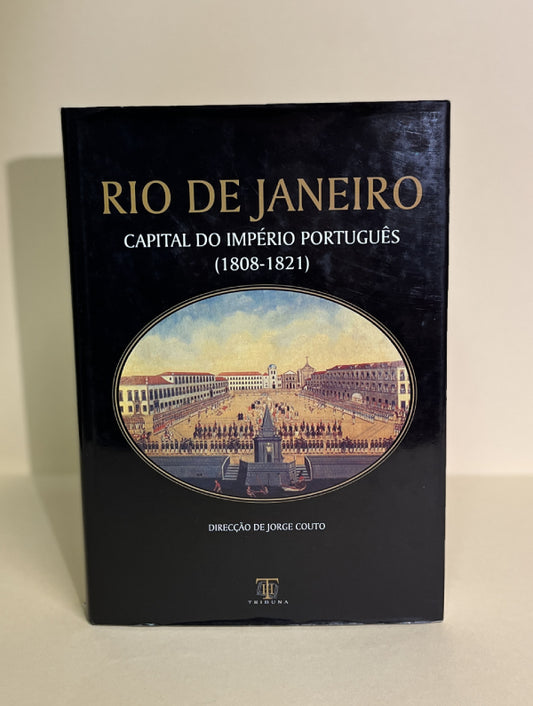 RIO DE JANEIRO
CAPITAL DO IMPÉRIO PORTUGUÊS
(1808-1821)
DIRECÇÃO DE JORGE COUTO
TRIBUNA